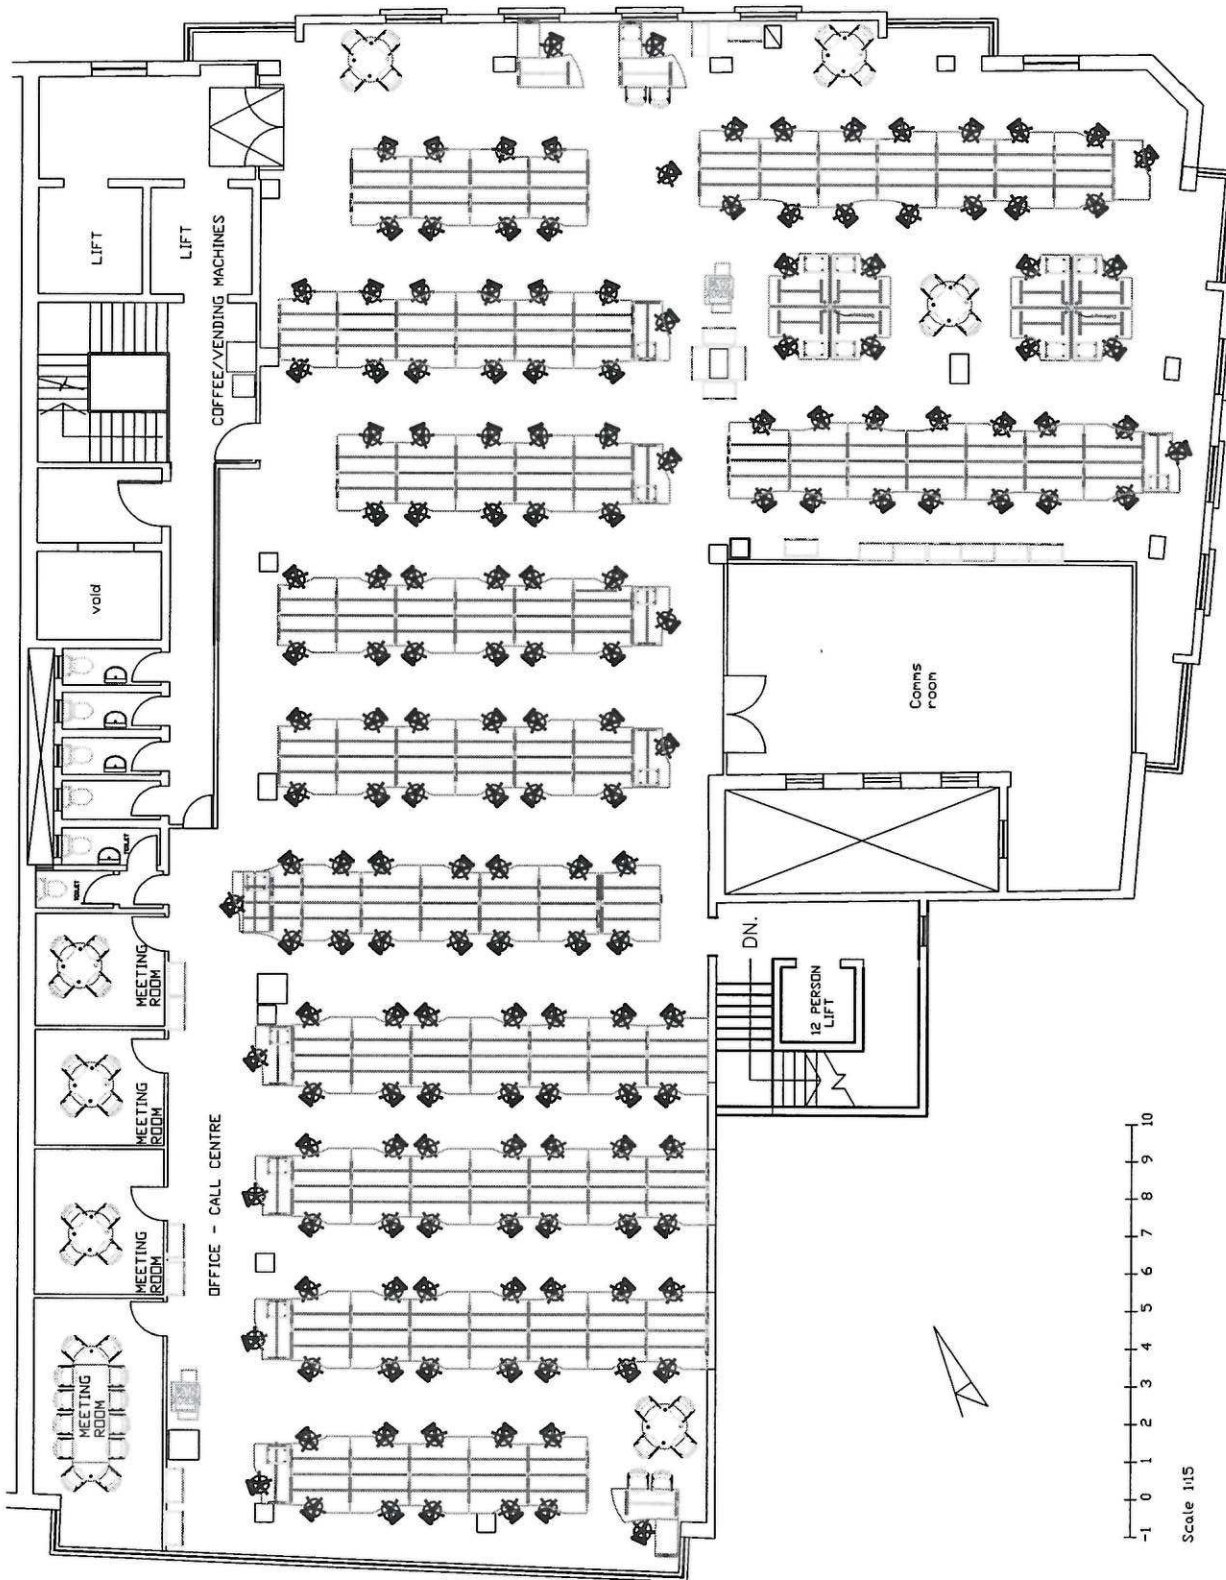 LIFT
LIFT
COFFEE/VENDING MACHINES
void
TOILET
TOILET
MEETING
ROOM
MEETING
ROOM
MEETING
ROOM
MEETING
ROOM
OFFICE - CALL CENTRE
Comms
room
DN.
12 PERSON
LIFT
-1 0 1 2 3 4 5 6 7 8 9 10
Scale 1:15